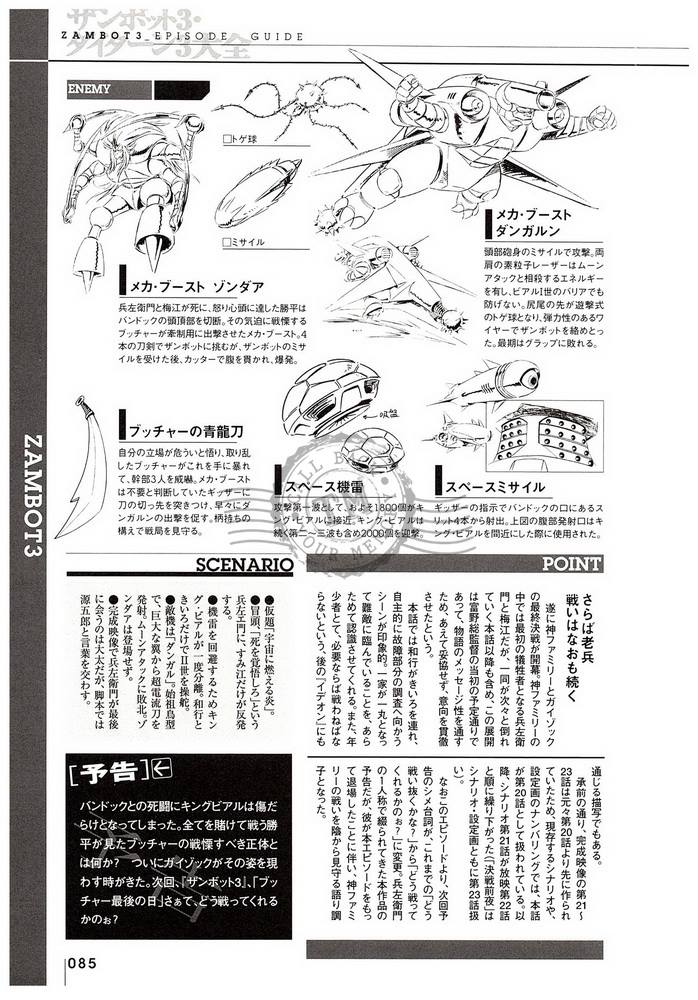 ザンボット3・
ダイターン3大全
ZAMBOT3_EPISODE GUIDE
ENEMY
□トゲ球
□ミサイル
メカ・ブースト ゾンダア
兵左衛門と梅江が死に、怒り心頭に達した勝平は
バンドックの頭頂部を切断。その気迫に戦慄する
ブッチャーが牽制用に出撃させたメカ・ブースト。4
本の刀剣でザンボットに挑むが、ザンボットのミサ
イルを受けた後、カッターで腹を貫かれ、爆発。
メカ・ブースト
ダンガルン
頭部砲身のミサイルで攻撃。両
肩の素粒子レーザーはムーン
アタックと相殺するエネルギー
を有し、ビアルI世のバリアでも
防げない。尻尾の先が遊撃式
のトゲ球となり、弾力性のあるワ
イヤーでザンボットを絡めとっ
た。最期はグラップに敗れる。
ブッチャーの青龍刀
自分の立場が危ういと悟り、取り乱
したブッチャーがこれを手に暴れ
て、幹部3人を威嚇。メカ・ブースト
は不要と判断していたギッザーに
刀の切っ先を突きつけ、早々にダ
ンガルンの出撃を促す。柄持ちの
構えで戦局を見守る。
吸盤
スペース機雷
攻撃第一波として、およそ1800個がキ
ング・ビアルに接近。キング・ビアルは
続く第二〜三波も含め2000個を迎撃。
スペースミサイル
ギッザーの指示でバンドックの口にあるス
リット4本から射出。上図の腹部発射口はキ
ング・ビアルを間近にした際に使用された。
ZAMBOT3
SCENARIO
●仮題「宇宙に燃える炎」。
●冒頭、「死を覚悟しろ」という
兵左エ門に、すみ江だけが反発
する。
●機雷を回避するためキン
グ・ビアルが一度分離。和行と
きいろだけでII世を操舵。
●敵機は「ダンガル」。始祖鳥型
で、巨大な翼から超電流刀を
発射。ムーンアタックに敗北。ゾ
ンダアは登場せず。
●完成映像で兵左衛門が最後
に会うのは大太だが、脚本では
源五郎と言葉を交わす。
POINT
さらば老兵
戦いはなおも続く
遂に神ファミリーとガイゾック
の最終決戦が開幕。神ファミリーの
中では最初の犠牲者となる兵左衛
門と梅江だが、一同が次々と倒れ
ていく本話以降も含め、この展開
は富野総監督の当初の予定通りで
あって、物語のメッセージ性を通す
ため、あえて妥協せず、意向を貫徹
させたという。
本話では和行がきいろを連れ、
自主的に故障部分の調査へ向かう
シーンが印象的。一家が一丸となっ
て難敵に臨んでいることを、あら
ためて認識させてくれる。また、年
少者とて、必要ならば戦わねばな
らないという、後の『イデオン』にも
通じる描写でもある。
前の通り、完成映像の第21〜
23話は元々第20話より先に作られ
ていたため、現存するシナリオや、
設定画のナンバリングでは、本話
が第20話として扱われている。以
降、シナリオ第21話が放映第22話
と順に繰り下がった（「決戦前夜」は
シナリオ・設定画ともに第23話扱
い）。
なおこのエピソードより、次回予
告のシメ台詞が、これまでの「どう
戦い抜くかな?」から「どう戦って
くれるかのぉ?」に変更。兵左衛門
の1人称で綴られてきた本作品の
予告だが、彼が本エピソードをもっ
て退場したことに伴い、神ファミ
リーの戦いを陰から見守る語り調
子となった。
[予告]
バンドックとの死闘にキングビアルは傷だ
らけとなってしまった。全てを賭けて戦う勝
平が見たブッチャーの戦慄すべき正体と
は何か? ついにガイゾックがその姿を現
わす時がきた。次回、『ザンボット3』、「ブッ
チャー最後の日」さぁて、どう戦ってくれる
かのぉ?
085